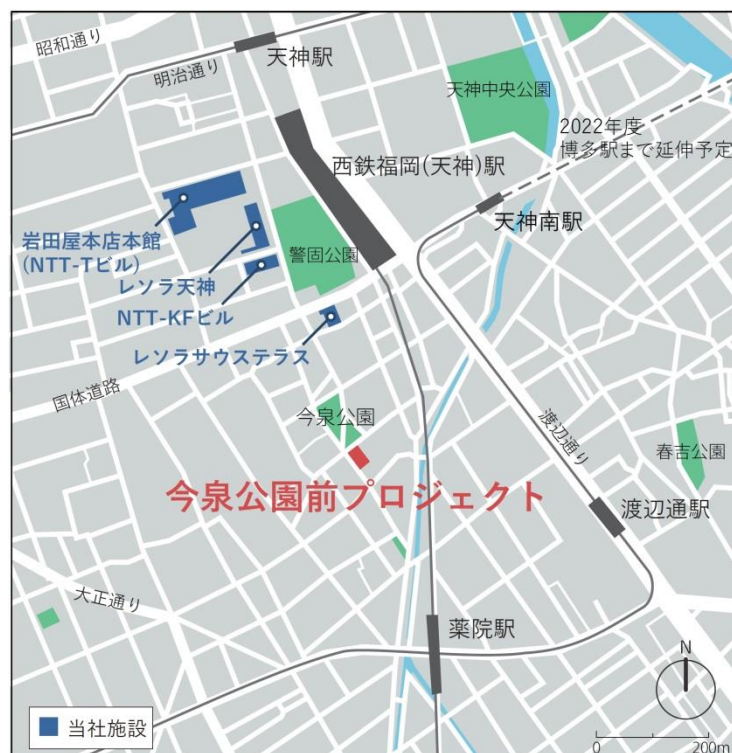 昭和通り
天神駅
明治通り
天神中央公園
2022年度
博多駅まで延伸予定
西鉄福岡(天神)駅
天神南駅
岩田屋本店本館
(NTT-Tビル)
警固公園
レソラ天神
NTT-KFビル
レソラサウステラス
国体道路
今泉公園
渡辺通り
春吉公園
今泉公園前プロジェクト
渡辺通駅
大正通り
薬院駅
N
当社施設
0 200m